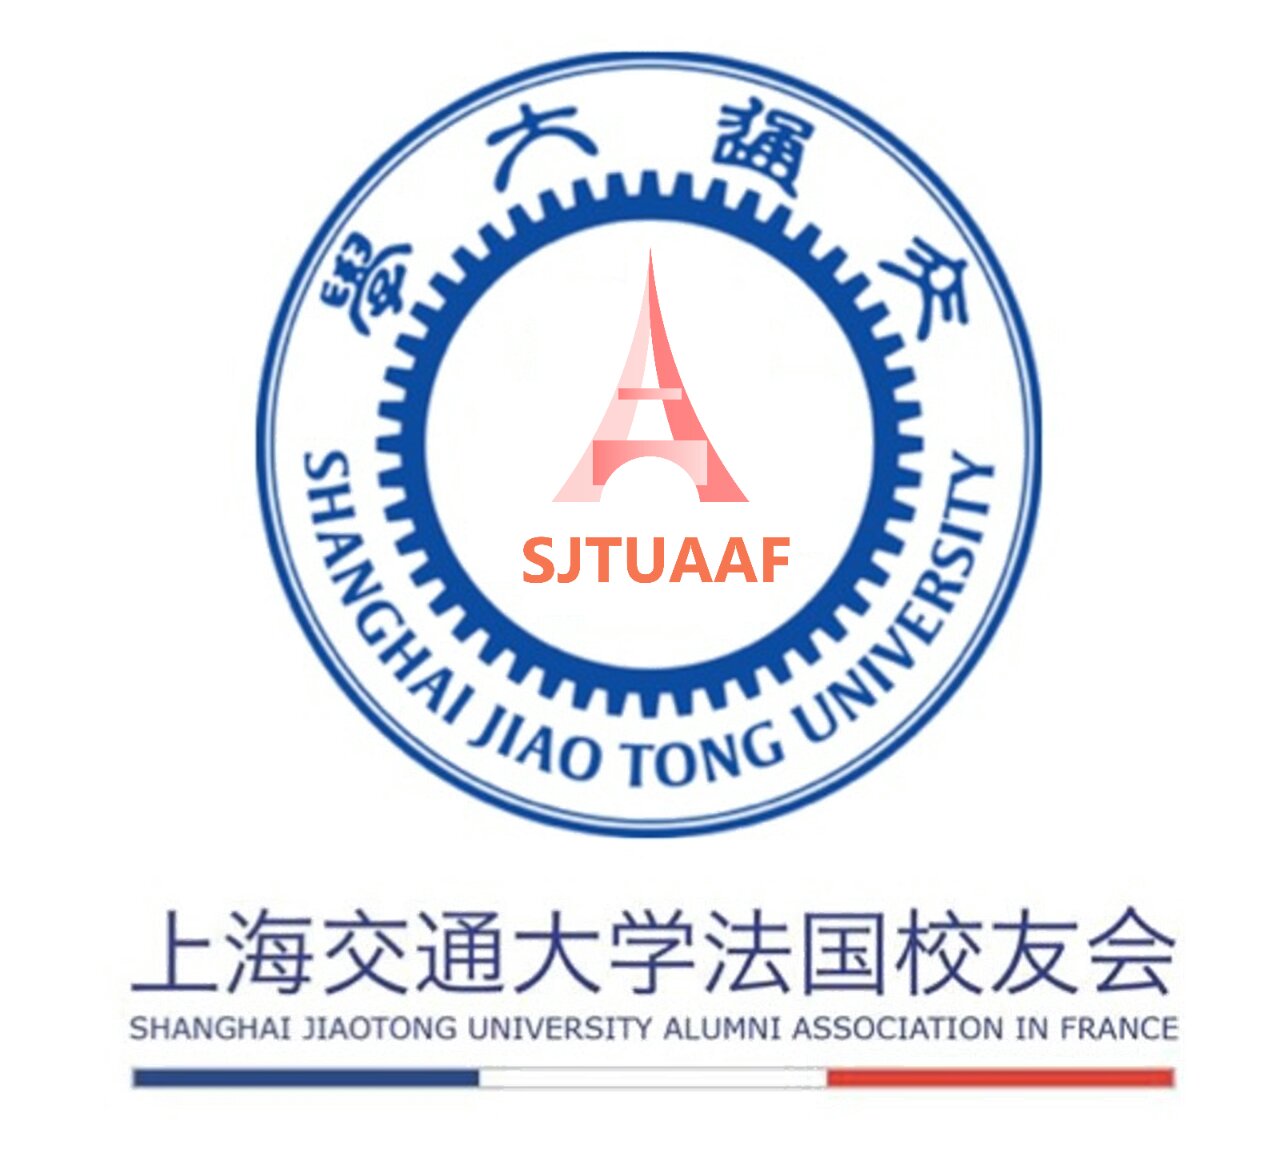 學大通交
SHANGHAI JIAO TONG UNIVERSITY
SJTUAAF
上海交通大学法国校友会
SHANGHAI JIAOTONG UNIVERSITY ALUMNI ASSOCIATION IN FRANCE